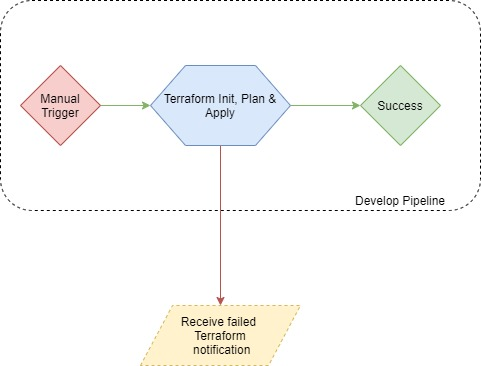 Manual
Trigger
Terraform Init, Plan &
Apply
Success
Develop Pipeline
Receive failed
Terraform
notification